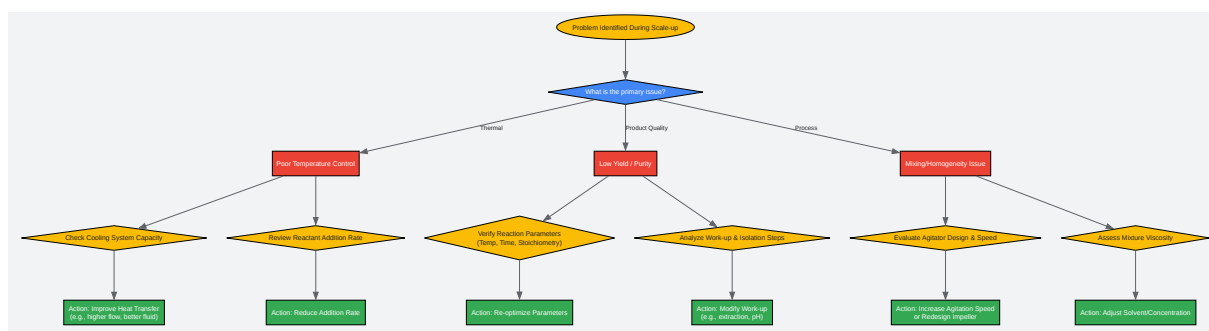 Problem Identified During Scale-up
What is the primary issue?
Thermal
Product Quality
Process
Poor Temperature Control
Low Yield / Purity
Mixing/Homogeneity Issue
Check Cooling System Capacity
Review Reactant Addition Rate
Verify Reaction Parameters
(Temp, Time, Stoichiometry)
Analyze Work-up & Isolation Steps
Evaluate Agitator Design & Speed
Assess Mixture Viscosity
Action: Improve Heat Transfer
(e.g., higher flow, better fluid)
Action: Reduce Addition Rate
Action: Re-optimize Parameters
Action: Modify Work-up
(e.g., extraction, pH)
Action: Increase Agitation Speed
or Redesign Impeller
Action: Adjust Solvent/Concentration